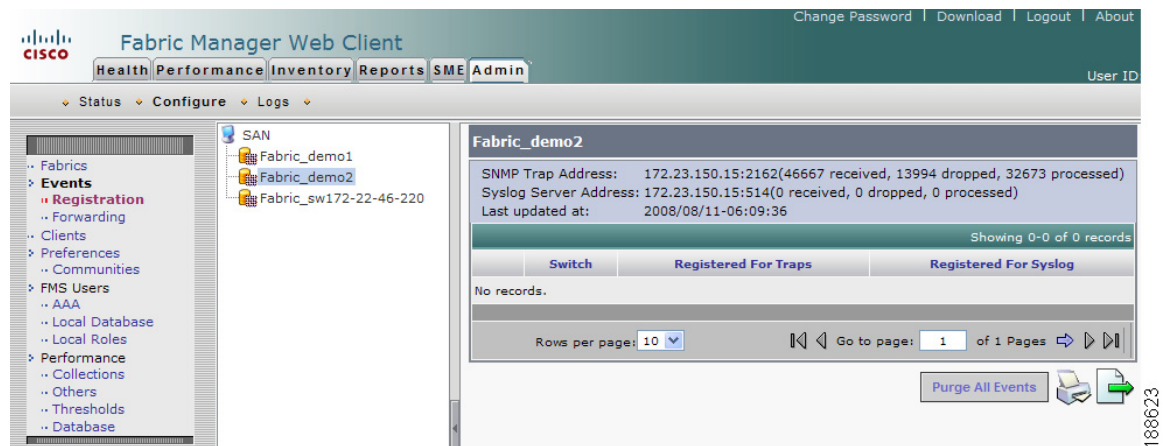 Change Password | Download | Logout | About
CISCO
Fabric Manager Web Client
Health Performance Inventory Reports SME Admin
User ID
Status Configure Logs
Fabrics
Events
Registration
Forwarding
Clients
Preferences
Communities
FMS Users
AAA
Local Database
Local Roles
Performance
Collections
Others
Thresholds
Database
SAN
Fabric_demo1
Fabric_demo2
Fabric_sw172-22-46-220
Fabric_demo2
SNMP Trap Address: 172.23.150.15:2162(46667 received, 13994 dropped, 32673 processed)
Syslog Server Address: 172.23.150.15:514(0 received, 0 dropped, 0 processed)
Last updated at: 2008/08/11-06:09:36
Showing 0-0 of 0 records
Switch Registered For Traps Registered For Syslog
No records.
Rows per page: 10 Go to page: 1 of 1 Pages
Purge All Events
188623